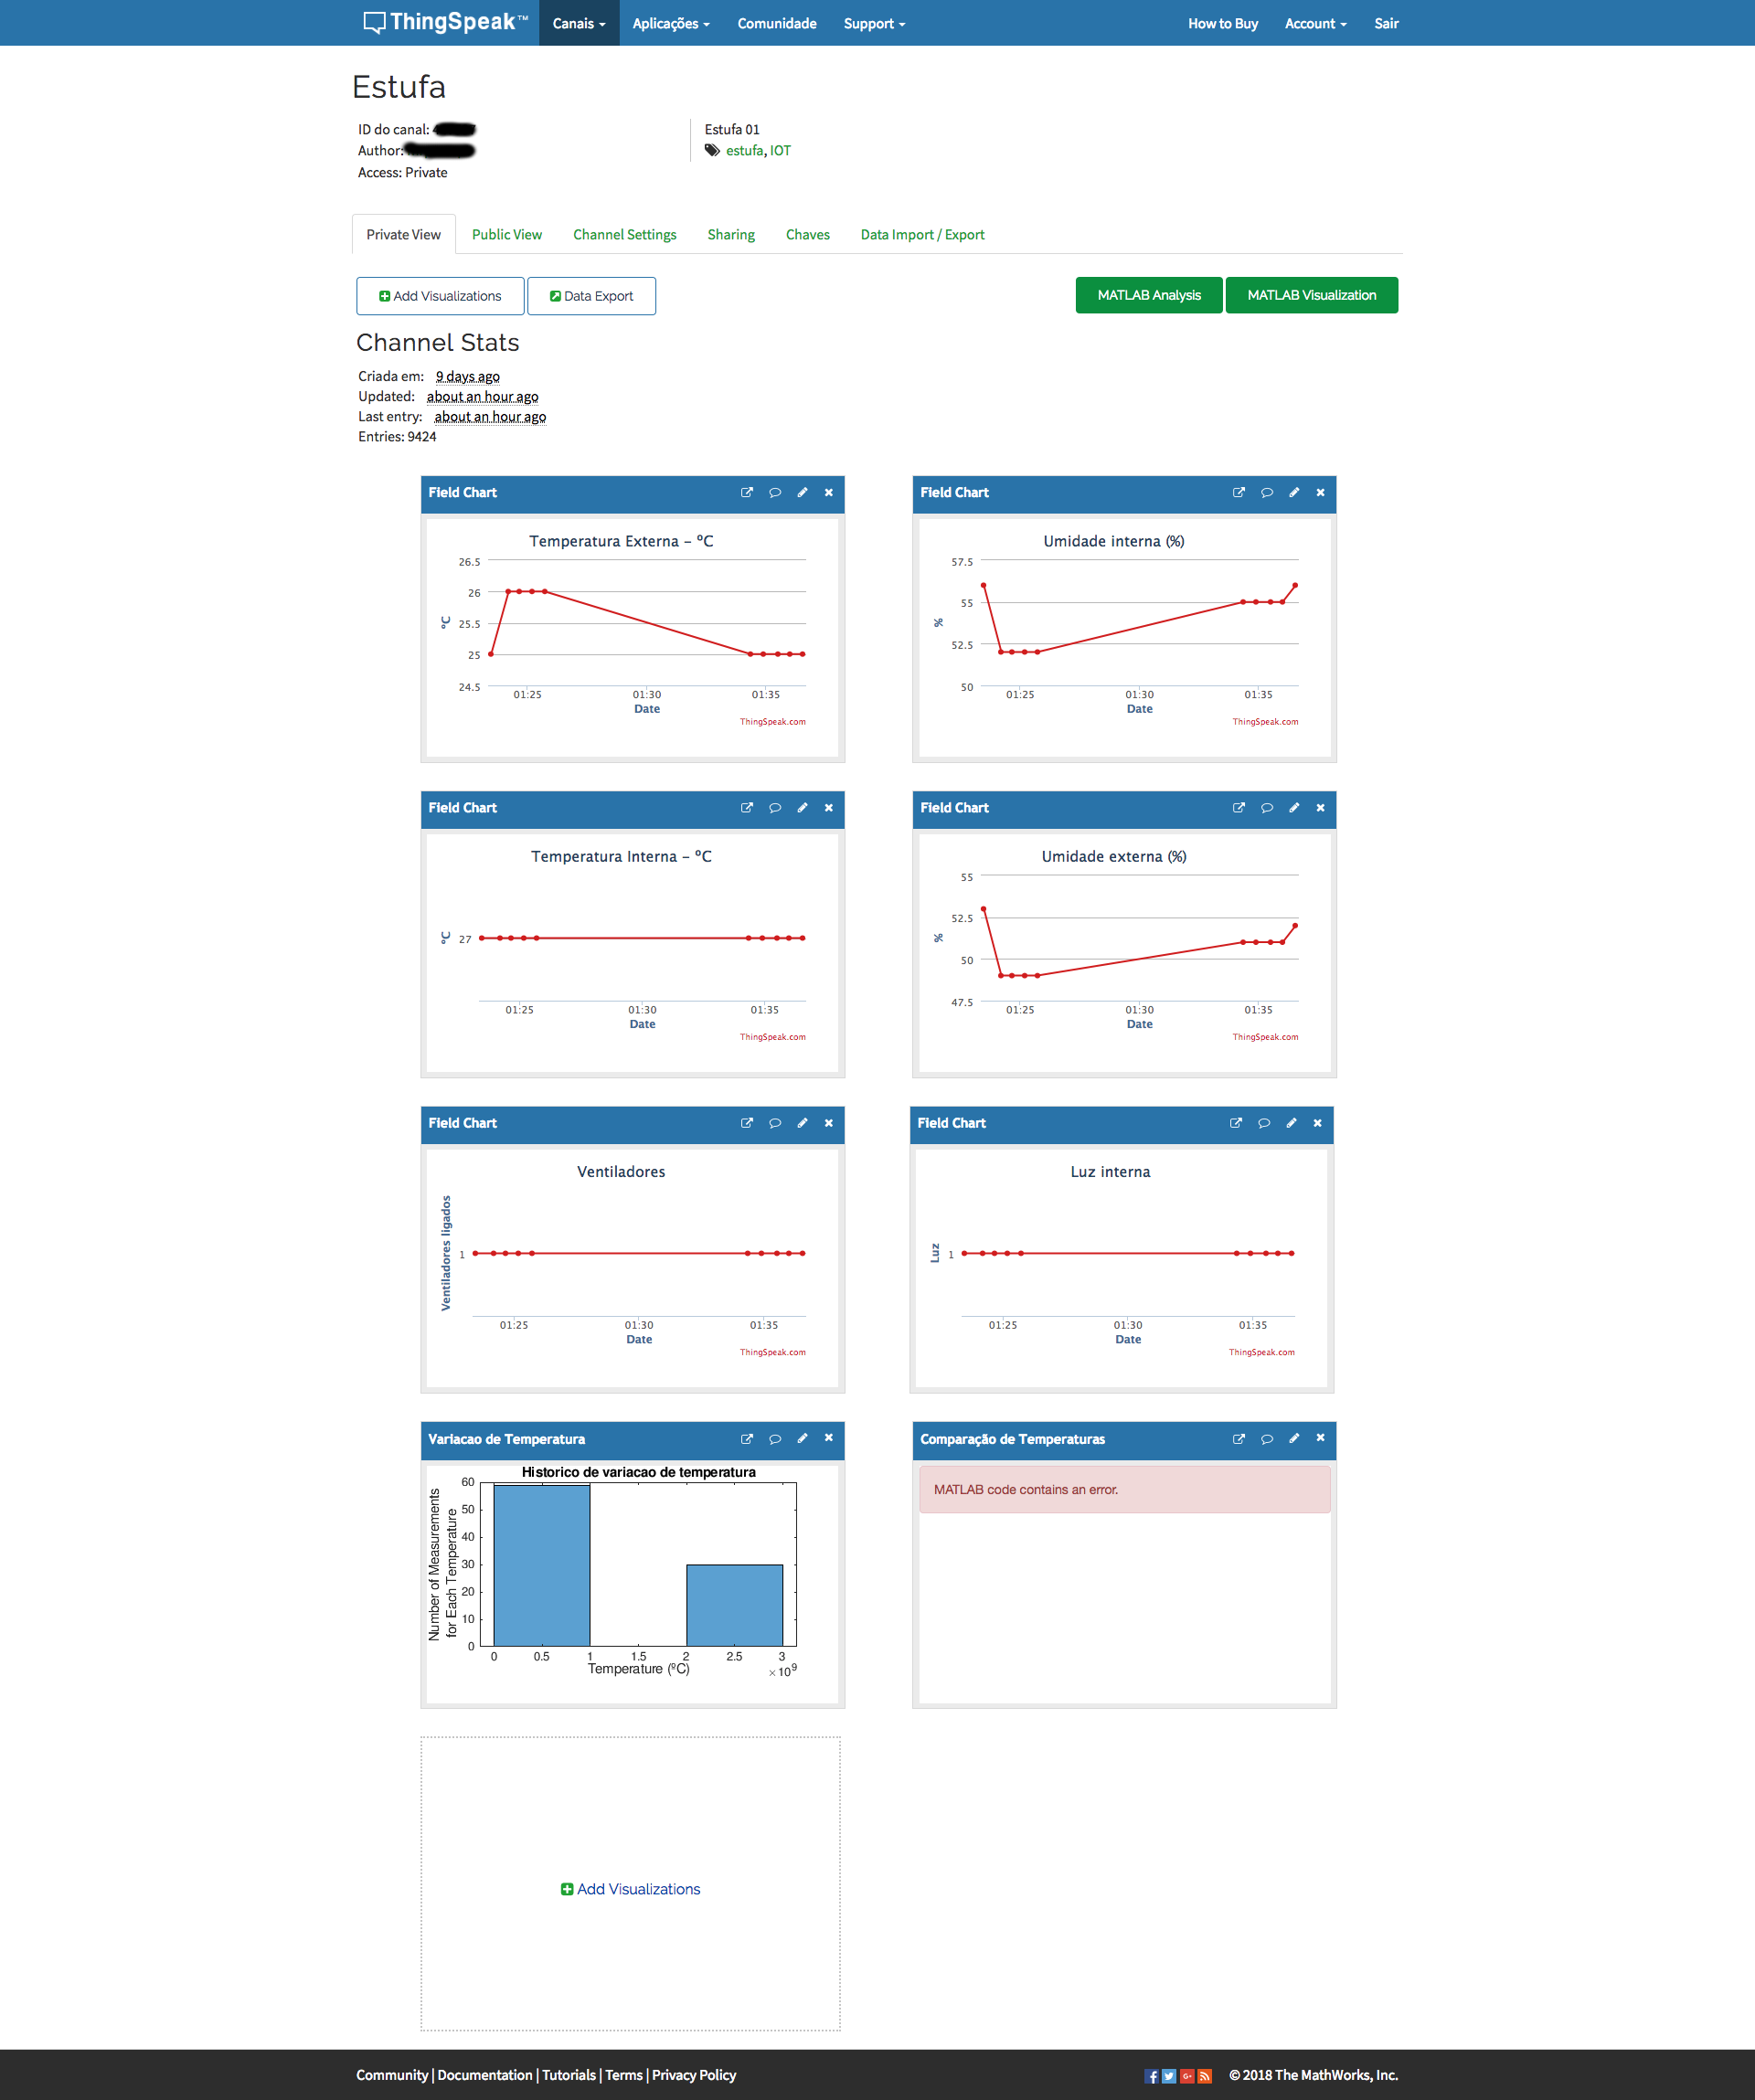 ThingSpeak™ Canais Aplicações Comunidade Support How to Buy Account Sair
Estufa
ID do canal:
Author:
Access: Private
Estufa 01
estufa, IOT
Private View Public View Channel Settings Sharing Chaves Data Import / Export
Add Visualizations Data Export MATLAB Analysis MATLAB Visualization
Channel Stats
Criada em: 9 days ago
Updated: about an hour ago
Last entry: about an hour ago
Entries: 9424
Field Chart
Temperatura Externa - ºC
26.5
26
25.5
25
24.5
ºC
01:25 01:30 01:35
Date
ThingSpeak.com
Field Chart
Umidade interna (%)
57.5
55
52.5
50
%
01:25 01:30 01:35
Date
ThingSpeak.com
Field Chart
Temperatura Interna - ºC
27
ºC
01:25 01:30 01:35
Date
ThingSpeak.com
Field Chart
Umidade externa (%)
55
52.5
50
47.5
%
01:25 01:30 01:35
Date
ThingSpeak.com
Field Chart
Ventiladores
Ventiladores ligados
1
01:25 01:30 01:35
Date
ThingSpeak.com
Field Chart
Luz interna
Luz
1
01:25 01:30 01:35
Date
ThingSpeak.com
Variacao de Temperatura
Historico de variacao de temperatura
Number of Measurements
for Each Temperature
60
50
40
30
20
10
0
0 0.5 1 1.5 2 2.5 3
Temperature (ºC)
×10⁹
Comparação de Temperaturas
MATLAB code contains an error.
Add Visualizations
Community | Documentation | Tutorials | Terms | Privacy Policy
© 2018 The MathWorks, Inc.